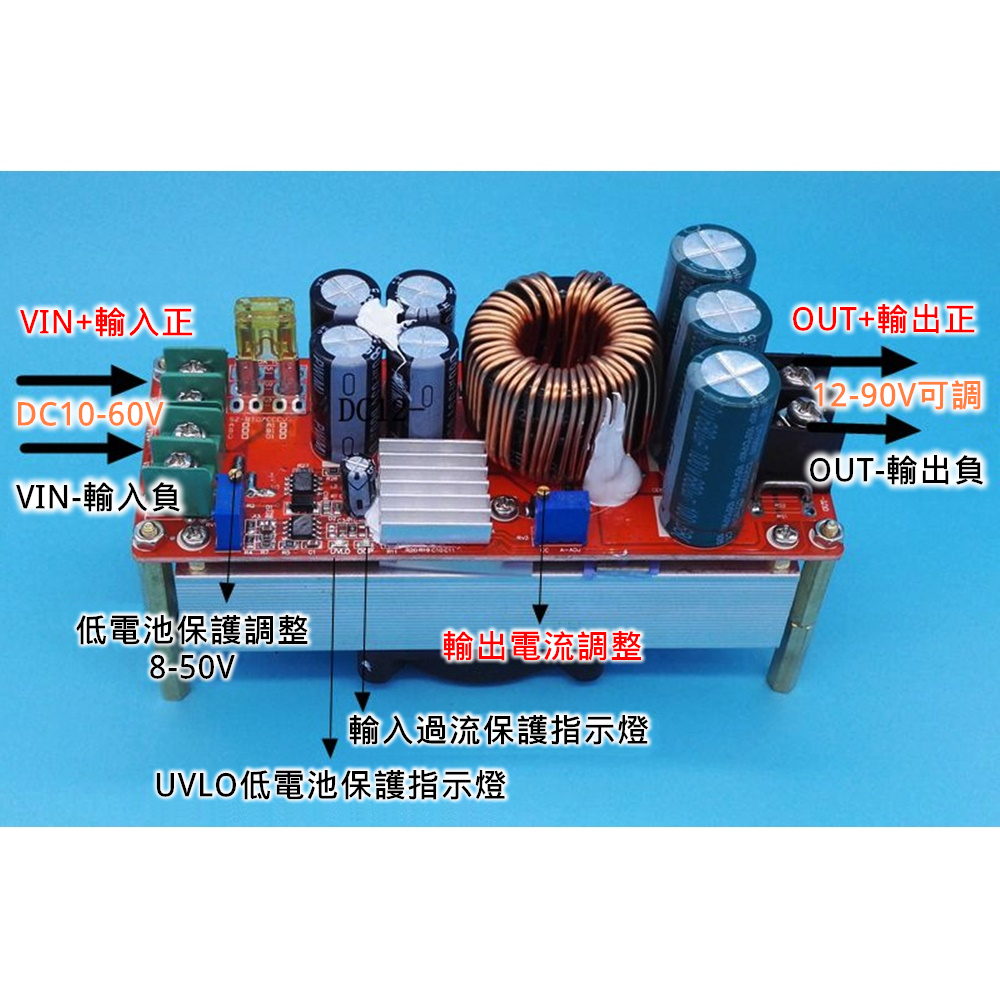 VIN+輸入正
OUT+輸出正
DC10-60V
12-90V可調
DC12-
VIN-輸入負
OUT-輸出負
UVLO
OUT
低電池保護調整
8-50V
輸出電流調整
輸入過流保護指示燈
UVLO低電池保護指示燈